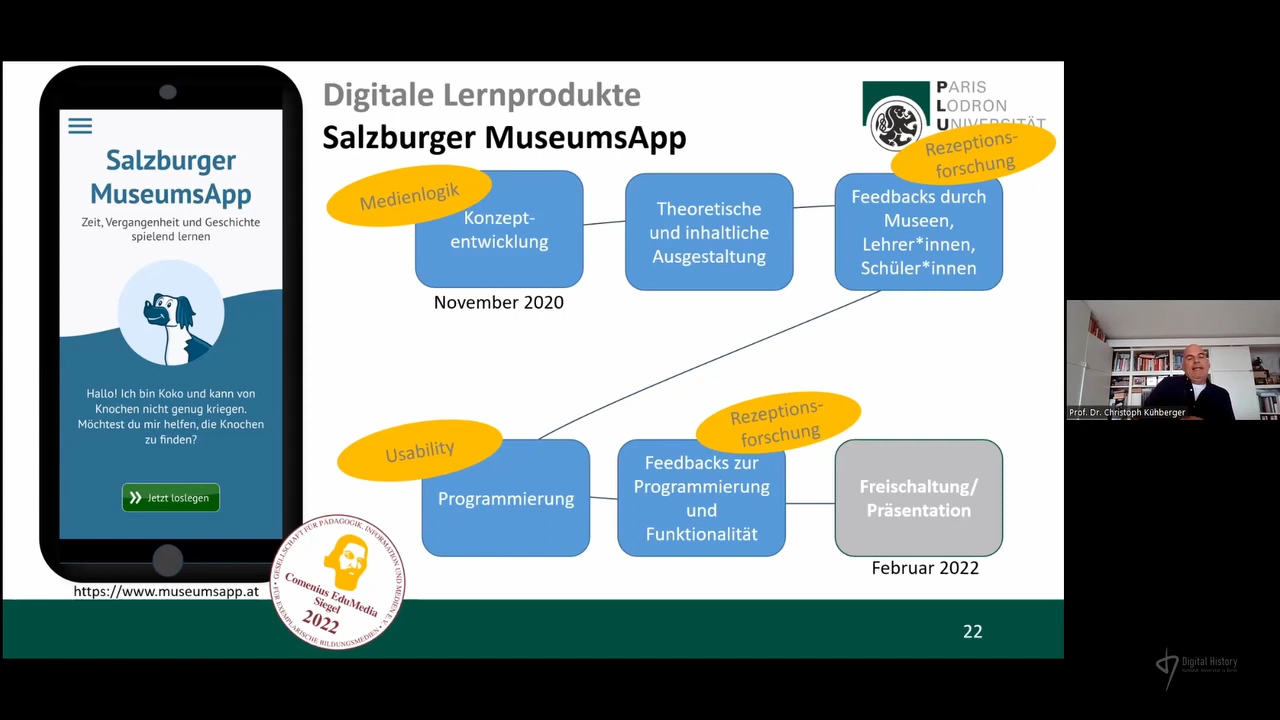 Digitale Lernprodukte
Salzburger MuseumsApp
PARIS
LODRON
UNIVERSITÄT
Salzburger
MuseumsApp
Zeit, Vergangenheit und Geschichte
spielend lernen
Hallo! Ich bin Koko und kann von
Knochen nicht genug kriegen.
Möchtest du mir helfen, die Knochen
zu finden?
Jetzt loslegen
https://www.museumsapp.at
Medienlogik
Konzept-
entwicklung
November 2020
Theoretische
und inhaltliche
Ausgestaltung
Rezeptions-
forschung
Feedbacks durch
Museen,
Lehrer*innen,
Schüler*innen
Usability
Programmierung
Rezeptions-
forschung
Feedbacks zur
Programmierung
und
Funktionalität
Freischaltung/
Präsentation
Februar 2022
GESELLSCHAFT FÜR PÄDAGOGIK, INFORMATION UND MEDIEN E.V.
Comenius EduMedia
Siegel
2022
FÜR EXEMPLARISCHE BILDUNGSMEDIEN
22
Prof. Dr. Christoph Kühberger
Digital History